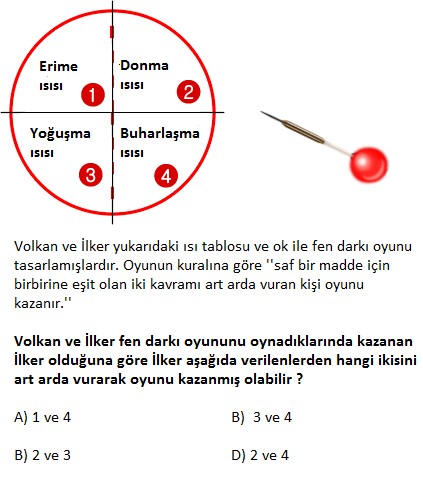 Erime
ısısı
1
Donma
ısısı
2
Yoğuşma
ısısı
3
Buharlaşma
ısısı
4
Volkan ve İlker yukarıdaki ısı tablosu ve ok ile fen darkı oyunu
tasarlamışlardır. Oyunun kuralına göre ''saf bir madde için
birbirine eşit olan iki kavramı art arda vuran kişi oyunu
kazanır.''
Volkan ve İlker fen darkı oyununu oynadıklarında kazanan
İlker olduğuna göre İlker aşağıda verilenlerden hangi ikisini
art arda vurarak oyunu kazanmış olabilir ?
A) 1 ve 4
B) 3 ve 4
B) 2 ve 3
D) 2 ve 4